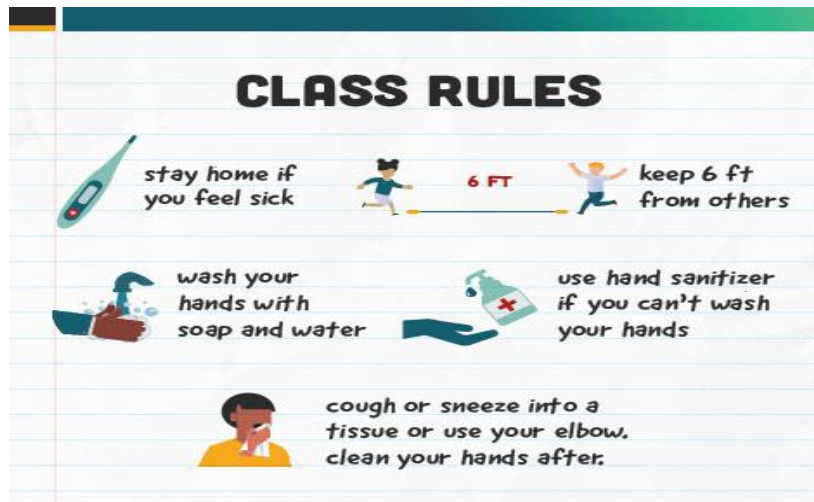 CLASS RULES
stay home if
you feel sick
6 FT
keep 6 ft
from others
wash your
hands with
soap and water
use hand sanitizer
if you can't wash
your hands
cough or sneeze into a
tissue or use your elbow.
clean your hands after.